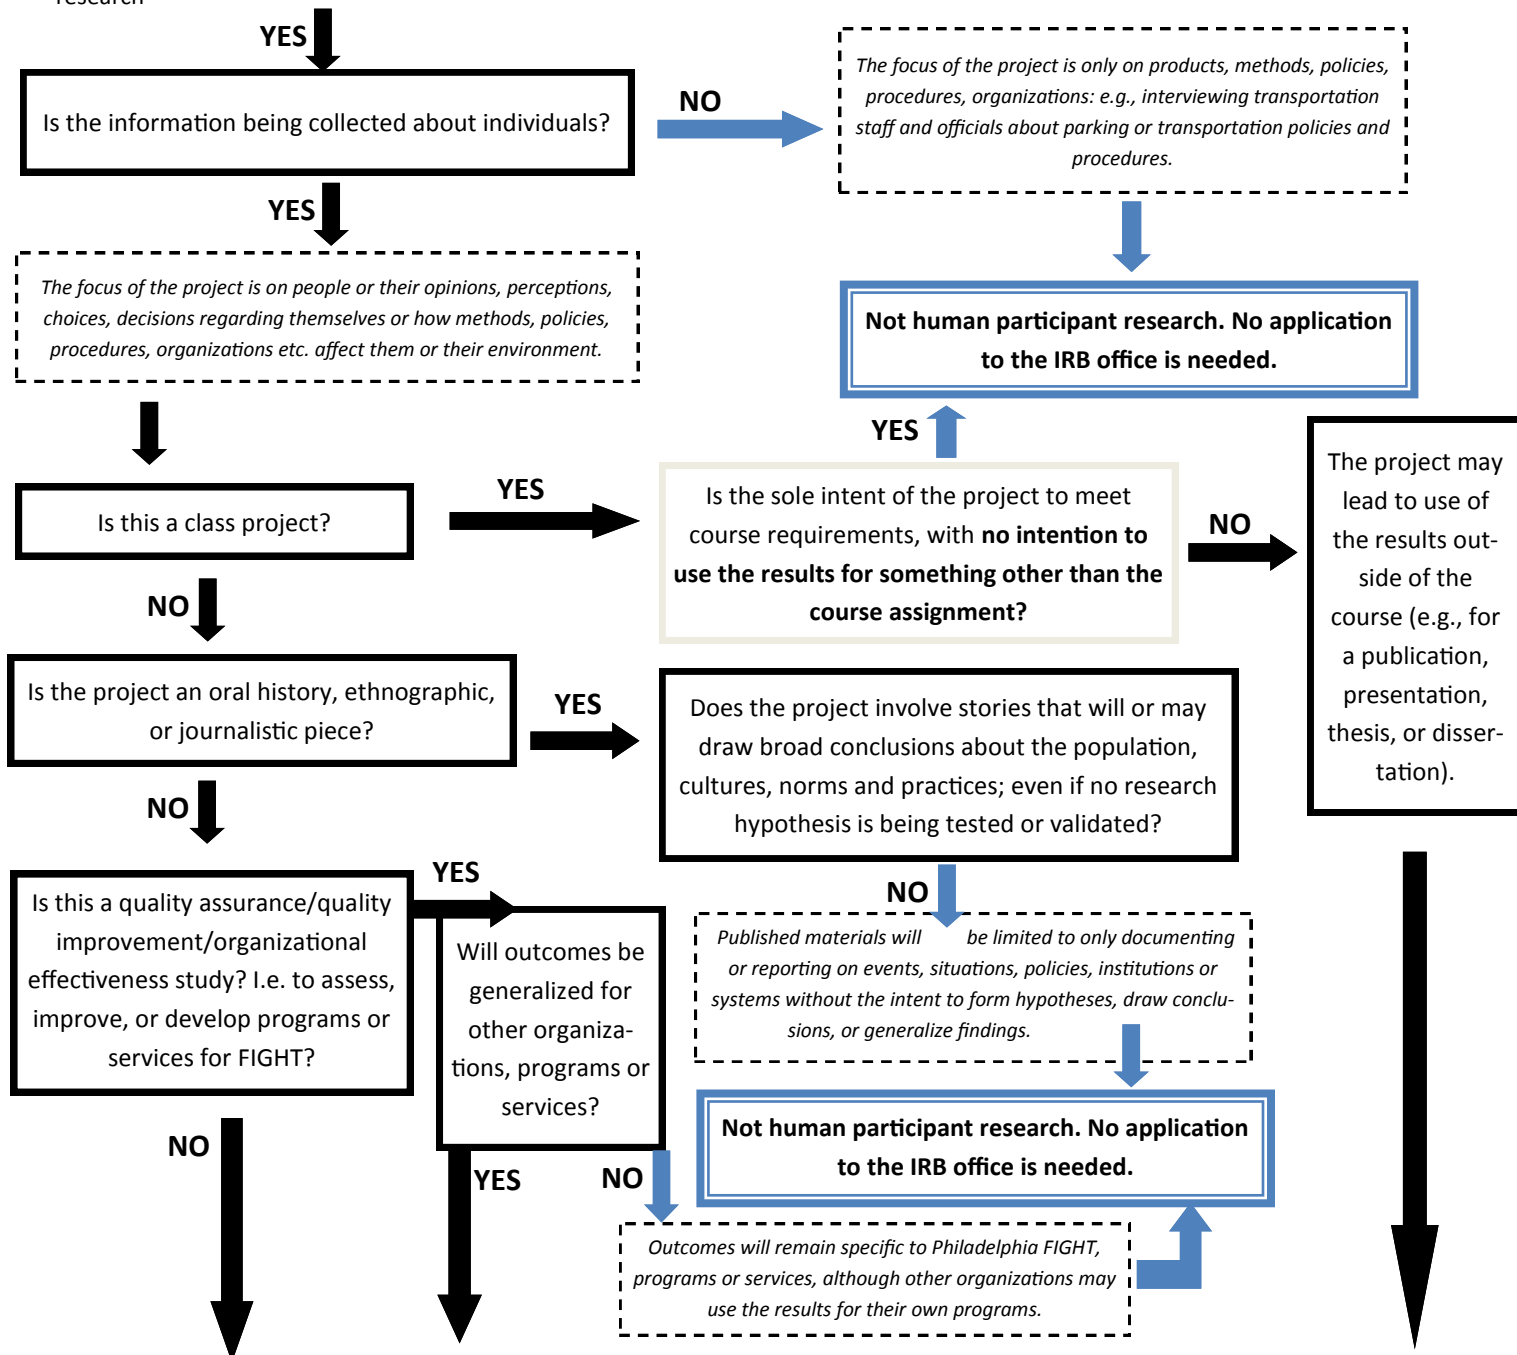 research
YES
Is the information being collected about individuals?
NO
The focus of the project is only on products, methods, policies,
procedures, organizations: e.g., interviewing transportation
staff and officials about parking or transportation policies and
procedures.
YES
The focus of the project is on people or their opinions, perceptions,
choices, decisions regarding themselves or how methods, policies,
procedures, organizations etc. affect them or their environment.
Not human participant research. No application
to the IRB office is needed.
YES
Is this a class project?
YES
Is the sole intent of the project to meet
course requirements, with no intention to
use the results for something other than the
course assignment?
NO
The project may
lead to use of
the results out-
side of the
course (e.g., for
a publication,
presentation,
thesis, or disser-
tation).
NO
Is the project an oral history, ethnographic,
or journalistic piece?
YES
Does the project involve stories that will or may
draw broad conclusions about the population,
cultures, norms and practices; even if no research
hypothesis is being tested or validated?
NO
Is this a quality assurance/quality
improvement/organizational
effectiveness study? I.e. to assess,
improve, or develop programs or
services for FIGHT?
YES
Will outcomes be
generalized for
other organiza-
tions, programs or
services?
NO
Published materials will be limited to only documenting
or reporting on events, situations, policies, institutions or
systems without the intent to form hypotheses, draw conclu-
sions, or generalize findings.
Not human participant research. No application
to the IRB office is needed.
NO
YES
NO
Outcomes will remain specific to Philadelphia FIGHT,
programs or services, although other organizations may
use the results for their own programs.